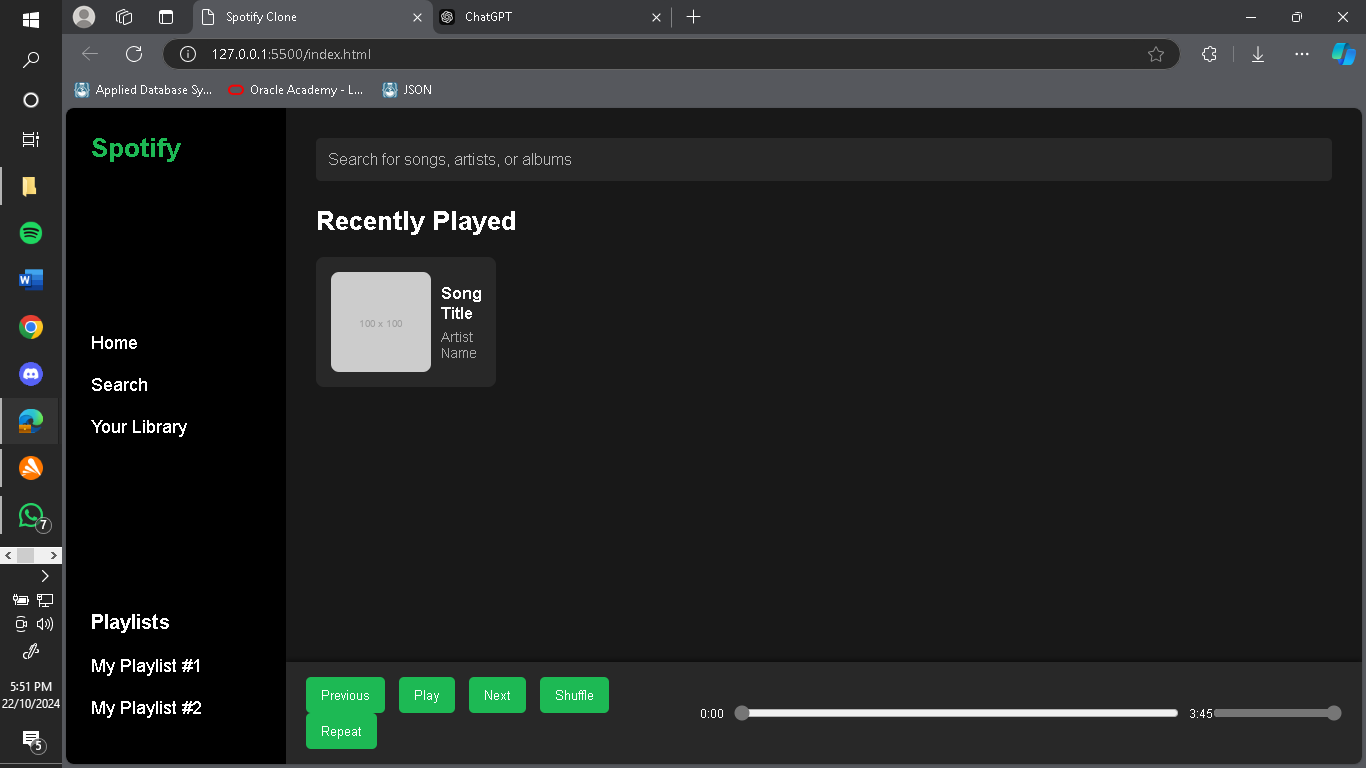 Spotify Clone
ChatGPT
127.0.0.1:5500/index.html
Applied Database Sy...
Oracle Academy - L...
JSON
Spotify
Home
Search
Your Library
Playlists
My Playlist #1
My Playlist #2
Search for songs, artists, or albums
Recently Played
100 x 100
Song
Title
Artist
Name
Previous
Play
Next
Shuffle
Repeat
0:00
3:45
W
7
5:51 PM
22/10/2024
5